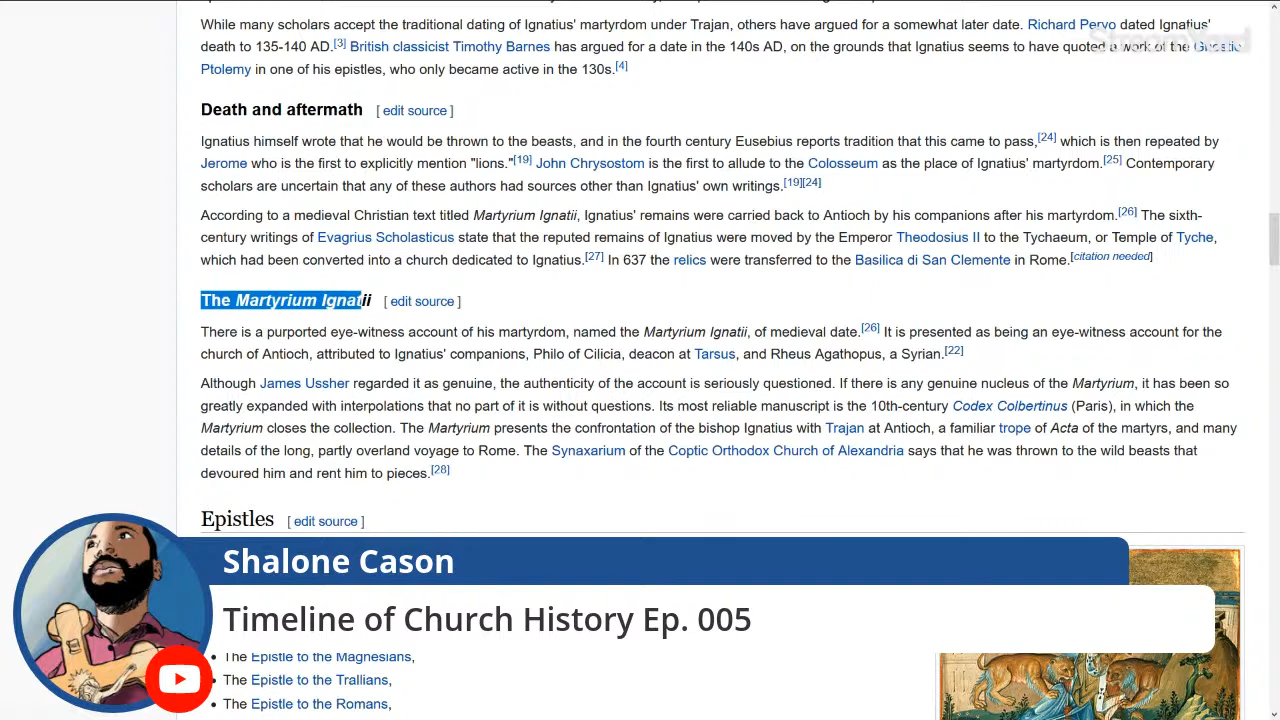 While many scholars accept the traditional dating of Ignatius' martyrdom under Trajan, others have argued for a somewhat later date. Richard Pervo dated Ignatius'
death to 135-140 AD.[3] British classicist Timothy Barnes has argued for a date in the 140s AD, on the grounds that Ignatius seems to have quoted a work of the Gnostic
StreamYard
Ptolemy in one of his epistles, who only became active in the 130s.[4]
Death and aftermath [ edit source ]
Ignatius himself wrote that he would be thrown to the beasts, and in the fourth century Eusebius reports tradition that this came to pass,[24] which is then repeated by
Jerome who is the first to explicitly mention "lions."[19] John Chrysostom is the first to allude to the Colosseum as the place of Ignatius' martyrdom.[25] Contemporary
scholars are uncertain that any of these authors had sources other than Ignatius' own writings.[19][24]
According to a medieval Christian text titled Martyrium Ignatii, Ignatius' remains were carried back to Antioch by his companions after his martyrdom.[26] The sixth-
century writings of Evagrius Scholasticus state that the reputed remains of Ignatius were moved by the Emperor Theodosius II to the Tychaeum, or Temple of Tyche,
which had been converted into a church dedicated to Ignatius.[27] In 637 the relics were transferred to the Basilica di San Clemente in Rome.[citation needed]
The Martyrium Ignatii [ edit source ]
There is a purported eye-witness account of his martyrdom, named the Martyrium Ignatii, of medieval date.[26] It is presented as being an eye-witness account for the
church of Antioch, attributed to Ignatius' companions, Philo of Cilicia, deacon at Tarsus, and Rheus Agathopus, a Syrian.[22]
Although James Ussher regarded it as genuine, the authenticity of the account is seriously questioned. If there is any genuine nucleus of the Martyrium, it has been so
greatly expanded with interpolations that no part of it is without questions. Its most reliable manuscript is the 10th-century Codex Colbertinus (Paris), in which the
Martyrium closes the collection. The Martyrium presents the confrontation of the bishop Ignatius with Trajan at Antioch, a familiar trope of Acta of the martyrs, and many
details of the long, partly overland voyage to Rome. The Synaxarium of the Coptic Orthodox Church of Alexandria says that he was thrown to the wild beasts that
devoured him and rent him to pieces.[28]
Epistles [ edit source ]
Shalone Cason
Timeline of Church History Ep. 005
The Epistle to the Magnesians,
The Epistle to the Trallians,
The Epistle to the Romans,